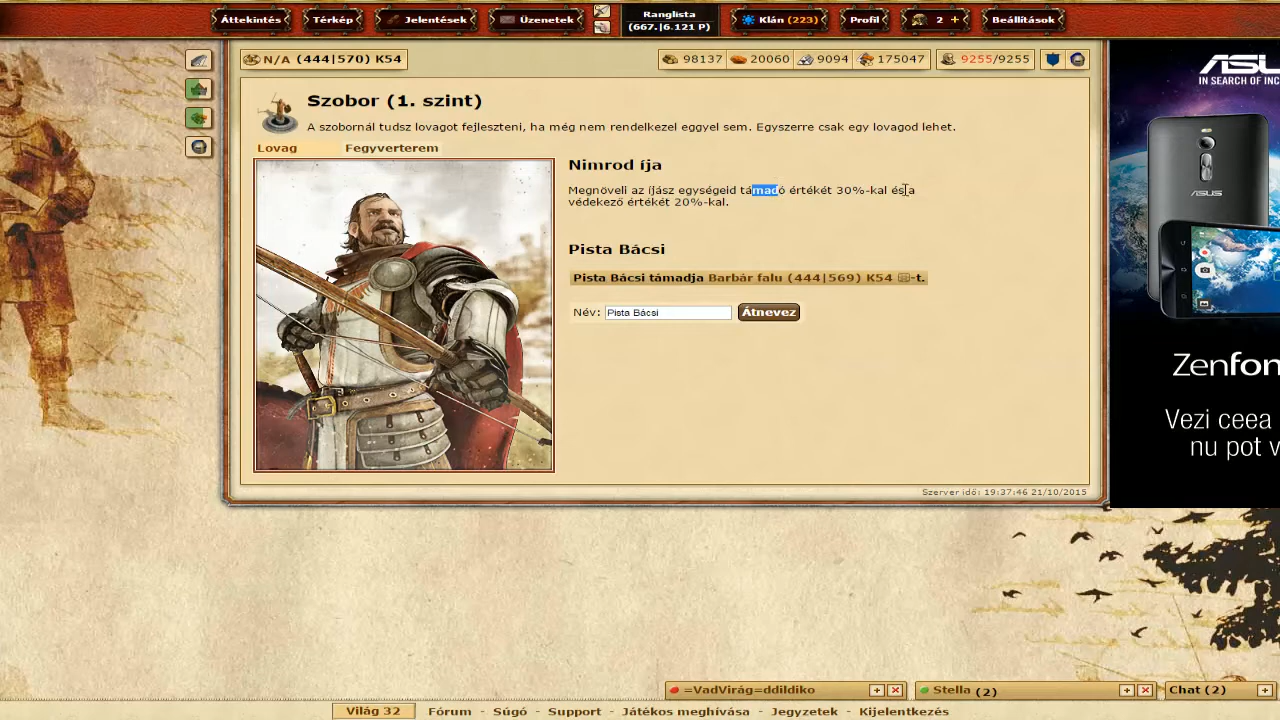 Áttekintés
Térkép
Jelentések
Üzenetek
Ranglista
(667.|6.121 P)
Klán (223)
Profil
2 +
Beállítások
N/A (444|570) K54
98137
20060
9094
175047
9255/9255
Szobor (1. szint)
A szobornál tudsz lovagot fejleszteni, ha még nem rendelkezel eggyel sem. Egyszerre csak egy lovagod lehet.
Lovag
Fegyverterem
Nimrod íja
Megnöveli az íjász egységeid támadó értékét 30%-kal és a
védekező értékét 20%-kal.
Pista Bácsi
Pista Bácsi támadja Barbár falu (444|569) K54 -t.
Név: Pista Bácsi Átnevez
Szerver idő: 19:37:46 21/10/2015
ASU
IN SEARCH OF INC
ASUS
Zenfon
Vezi ceea
nu pot v
=VadVirág=ddildiko
Stella (2)
Chat (2)
Világ 32
Fórum - Súgó - Support - Játékos meghívása - Jegyzetek - Kijelentkezés